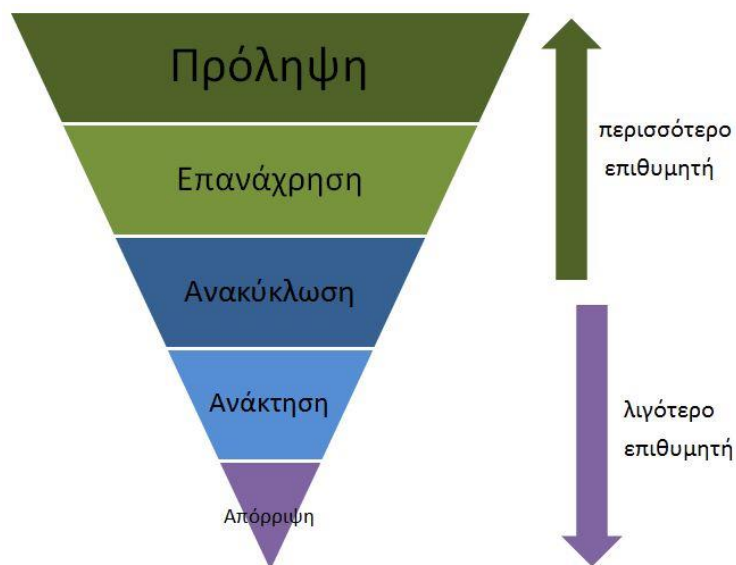 Πρόληψη
Επανάχρηση
Ανακύκλωση
Ανάκτηση
Απόρριψη
περισσότερο
επιθυμητή
λιγότερο
επιθυμητή